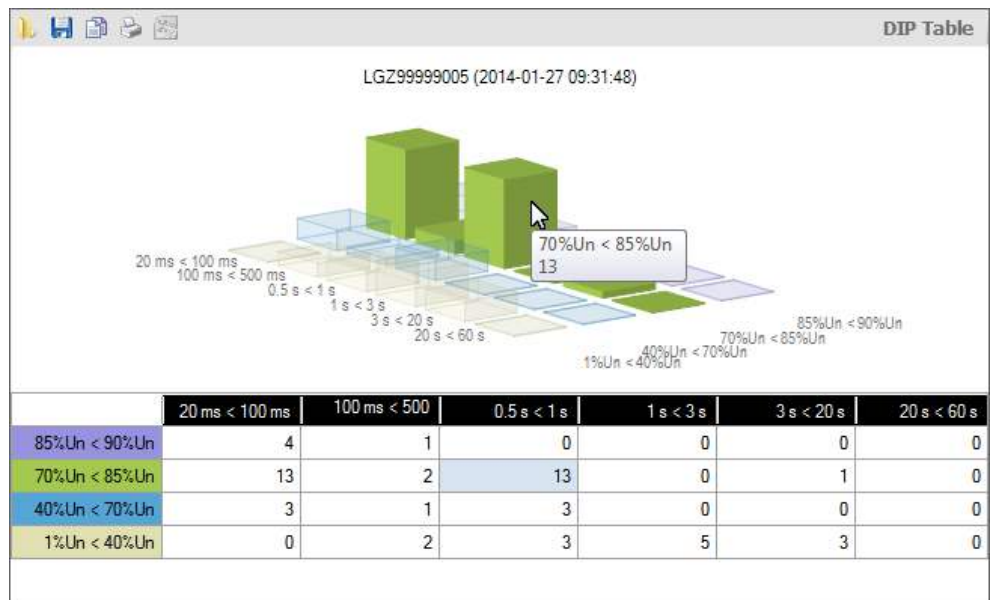 DIP Table
LGZ99999005 (2014-01-27 09:31:48)
70%Un < 85%Un
13
20 ms < 100 ms
100 ms < 500 ms
0.5 s < 1 s
1 s < 3 s
3 s < 20 s
20 s < 60 s
85%Un <90%Un
70%Un <85%Un
40%Un <70%Un
1%Un <40%Un
20 ms < 100 ms 100 ms < 500 0.5 s < 1 s 1 s < 3 s 3 s < 20 s 20 s < 60 s
85%Un < 90%Un 4 1 0 0 0 0
70%Un < 85%Un 13 2 13 0 1 0
40%Un < 70%Un 3 1 3 0 0 0
1%Un < 40%Un 0 2 3 5 3 0